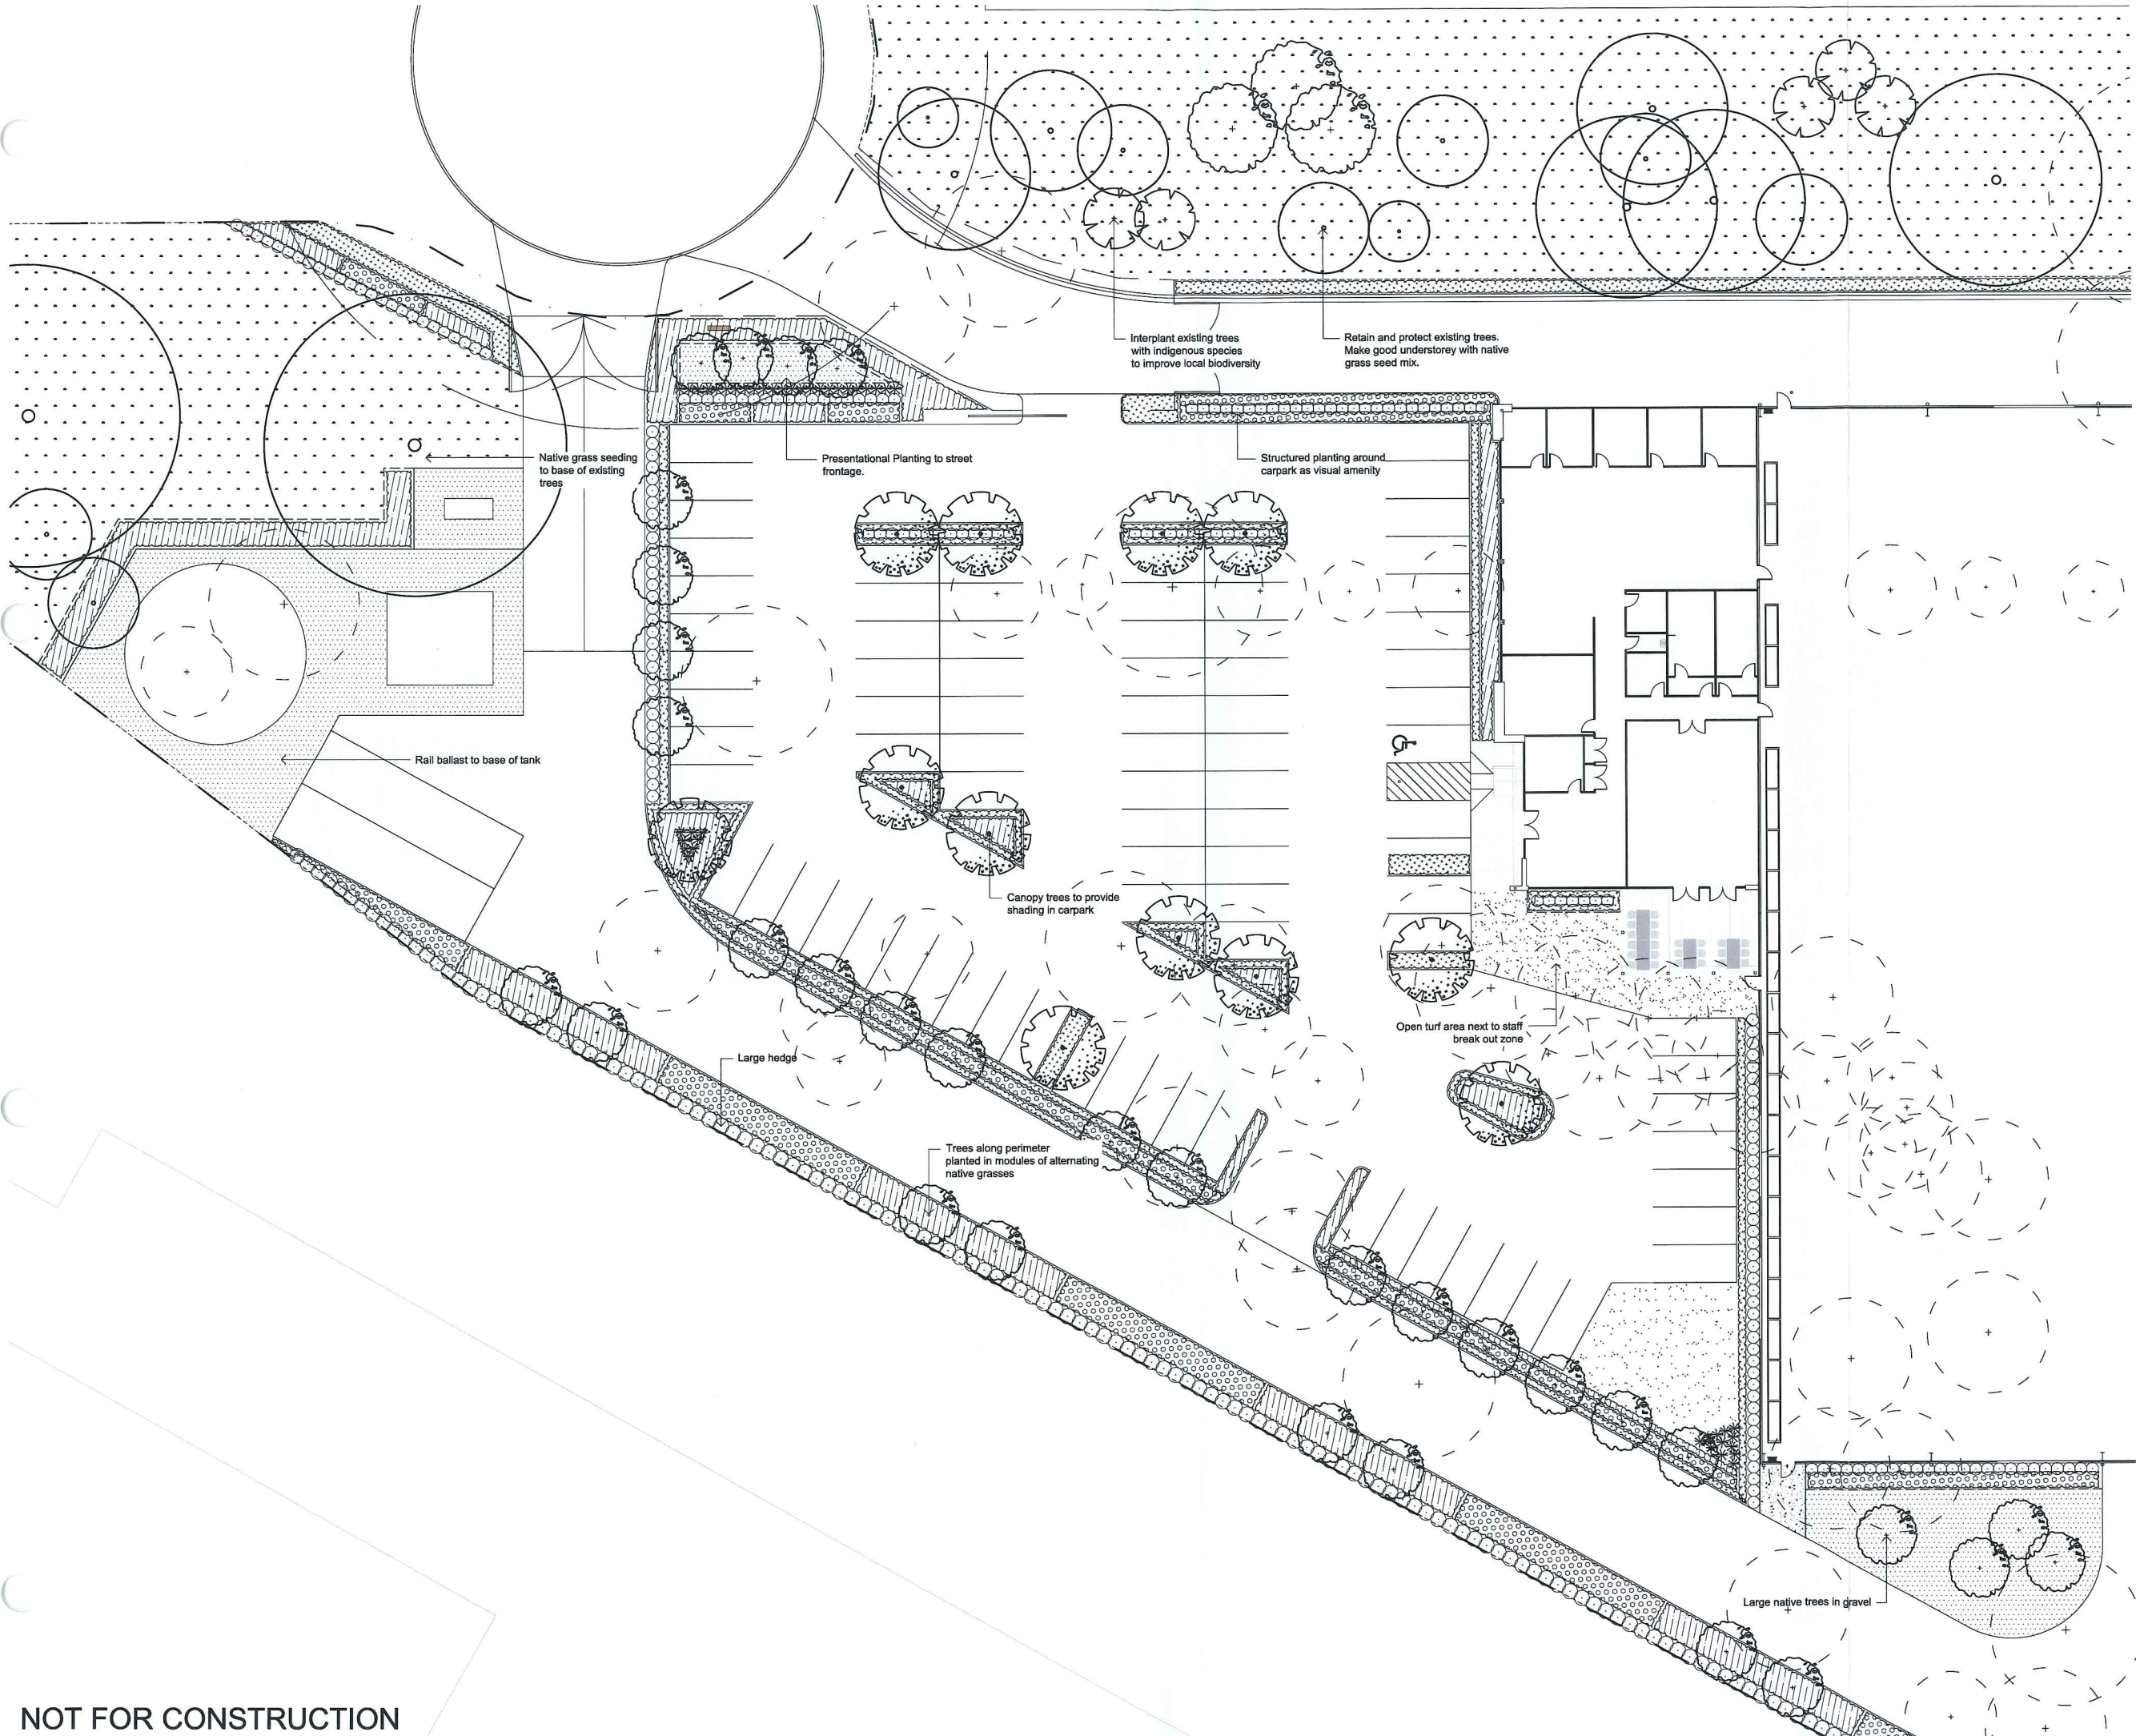 Interplant existing trees
with indigenous species
to improve local biodiversity
Retain and protect existing trees.
Make good understorey with native
grass seed mix.
Native grass seeding
to base of existing
trees
Presentational Planting to street
frontage.
Structured planting around
carpark as visual amenity
Rail ballast to base of tank
Canopy trees to provide
shading in carpark
Open turf area next to staff
break out zone
Large hedge
Trees along perimeter
planted in modules of alternating
native grasses
Large native trees in gravel
NOT FOR CONSTRUCTION